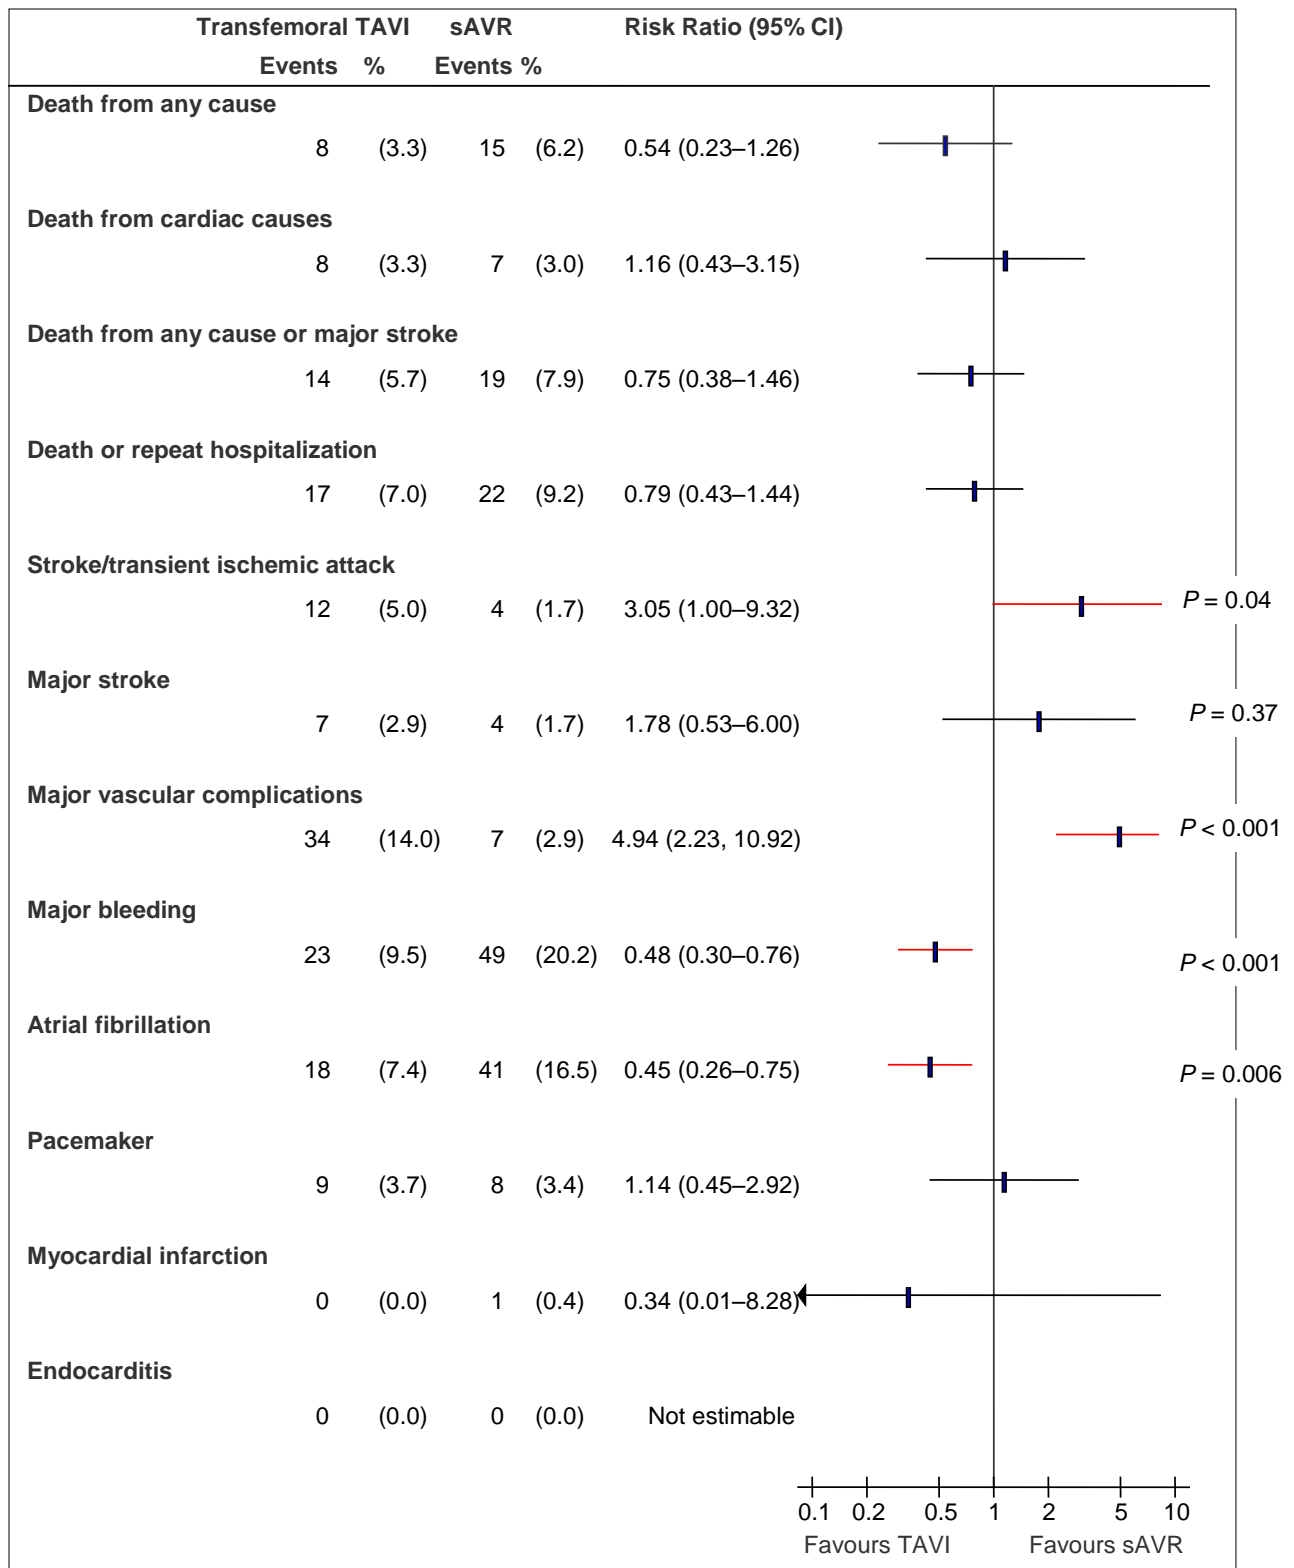 Transfemoral TAVI sAVR Risk Ratio (95% CI)
Events % Events %
Death from any cause
8 (3.3) 15 (6.2) 0.54 (0.23–1.26)
Death from cardiac causes
8 (3.3) 7 (3.0) 1.16 (0.43–3.15)
Death from any cause or major stroke
14 (5.7) 19 (7.9) 0.75 (0.38–1.46)
Death or repeat hospitalization
17 (7.0) 22 (9.2) 0.79 (0.43–1.44)
Stroke/transient ischemic attack
12 (5.0) 4 (1.7) 3.05 (1.00–9.32) P = 0.04
Major stroke
7 (2.9) 4 (1.7) 1.78 (0.53–6.00) P = 0.37
Major vascular complications
34 (14.0) 7 (2.9) 4.94 (2.23, 10.92) P < 0.001
Major bleeding
23 (9.5) 49 (20.2) 0.48 (0.30–0.76) P < 0.001
Atrial fibrillation
18 (7.4) 41 (16.5) 0.45 (0.26–0.75) P = 0.006
Pacemaker
9 (3.7) 8 (3.4) 1.14 (0.45–2.92)
Myocardial infarction
0 (0.0) 1 (0.4) 0.34 (0.01–8.28)
Endocarditis
0 (0.0) 0 (0.0) Not estimable
0.1 0.2 0.5 1 2 5 10
Favours TAVI Favours sAVR